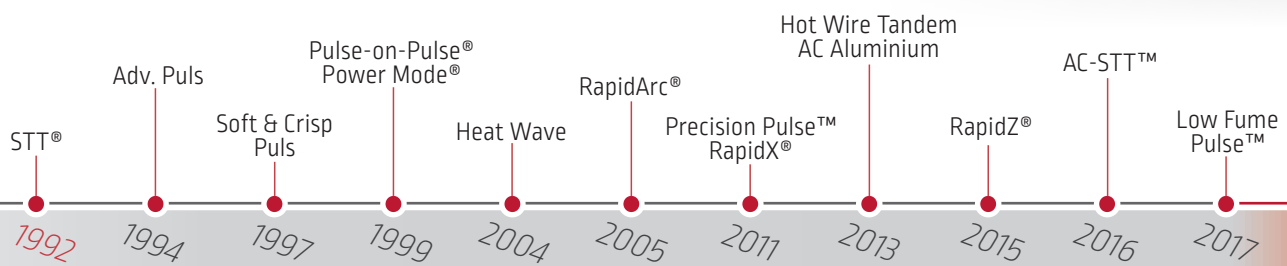 STT®
Adv. Puls
Soft & Crisp
Puls
Pulse-on-Pulse®
Power Mode®
Heat Wave
RapidArc®
Precision Pulse™
RapidX®
Hot Wire Tandem
AC Aluminium
RapidZ®
AC-STT™
Low Fume
Pulse™
1992
1994
1997
1999
2004
2005
2011
2013
2015
2016
2017